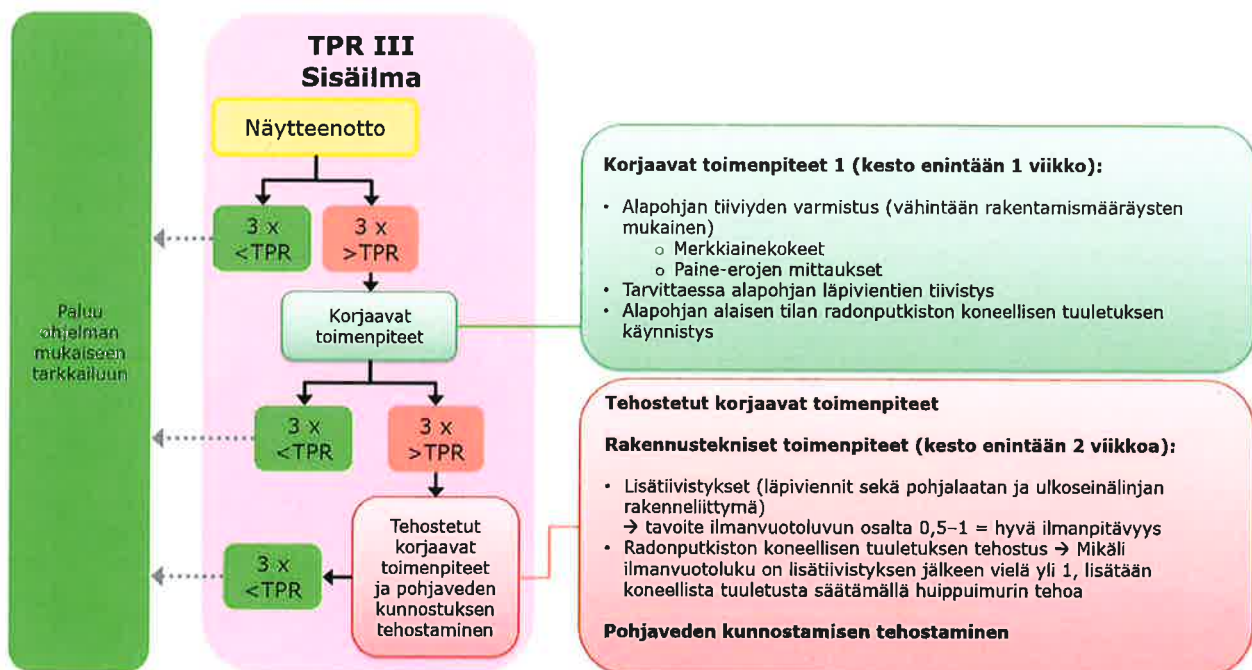 TPR III
Sisäilma
Näytteenotto
3 x
<TPR
3 x
>TPR
Korjaavat
toimenpiteet
3 x
<TPR
3 x
>TPR
Tehostetut
korjaavat
toimenpiteet
ja pohjaveden
kunnostuksen
tehostaminen
3 x
<TPR
Paluu
ohjelman
mukaiseen
tarkkailuun
Korjaavat toimenpiteet 1 (kesto enintään 1 viikko):
• Alapohjan tiiviyden varmistus (vähintään rakentamismääräysten
mukainen)
o Merkkiainekokeet
o Paine-erojen mittaukset
• Tarvittaessa alapohjan läpivientien tiivistys
• Alapohjan alaisen tilan radonputkiston koneellisen tuuletuksen
käynnistys
Tehostetut korjaavat toimenpiteet
Rakennustekniset toimenpiteet (kesto enintään 2 viikkoa):
• Lisätiivistykset (läpiviennit sekä pohjalaatan ja ulkoseinälinjan
rakenneliittymä)
→ tavoite ilmanvuotoluvun osalta 0,5–1 = hyvä ilmanpitävyys
• Radonputkiston koneellisen tuuletuksen tehostus → Mikäli
ilmanvuotoluku on lisätiivistyksen jälkeen vielä yli 1, lisätään
koneellista tuuletusta säätämällä huippuimurin tehoa
Pohjaveden kunnostamisen tehostaminen